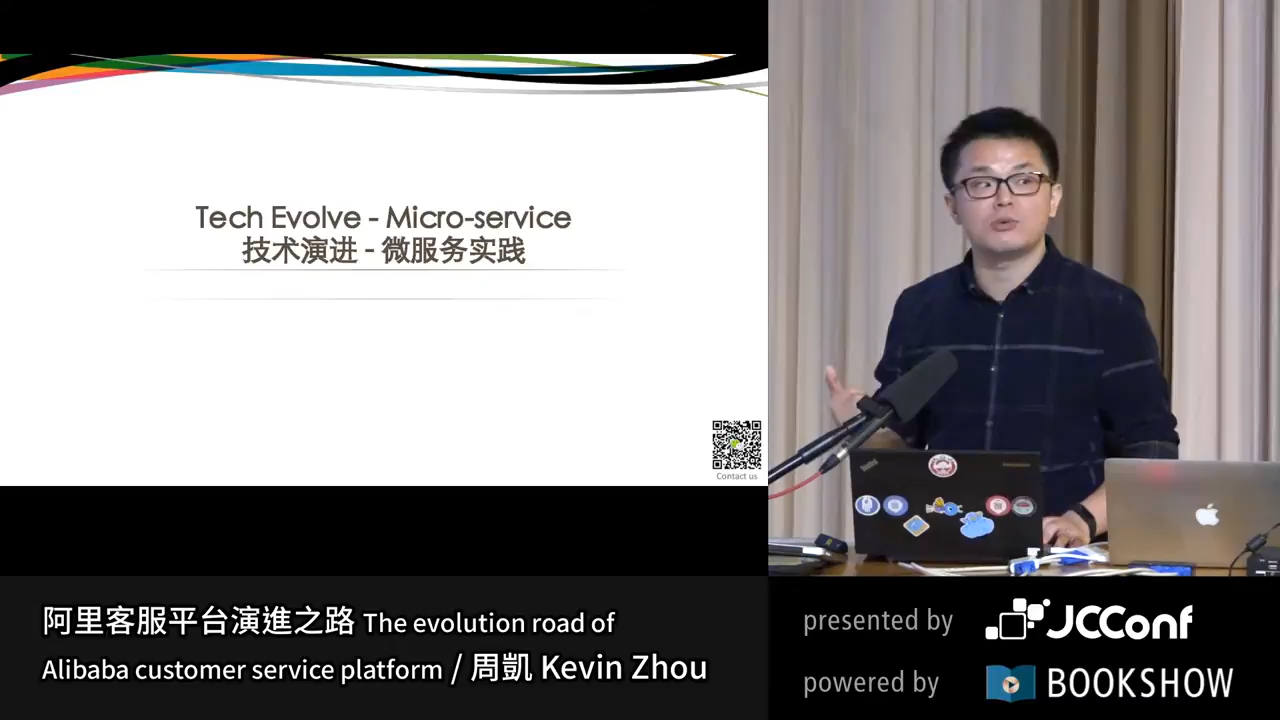 Tech Evolve - Micro-service
技术演进 - 微服务实践
Contact us
阿里客服平台演進之路 The evolution road of
Alibaba customer service platform / 周凱 Kevin Zhou
presented by JCConf
powered by BOOKSHOW